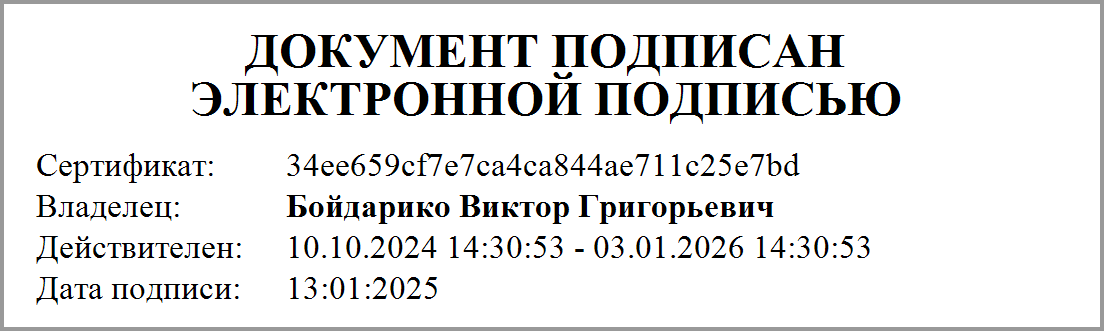 ДОКУМЕНТ ПОДПИСАН
ЭЛЕКТРОННОЙ ПОДПИСЬЮ
Сертификат: 34ee659cf7e7ca4ca844ae711c25e7bd
Владелец: Бойдарико Виктор Григорьевич
Действителен: 10.10.2024 14:30:53 - 03.01.2026 14:30:53
Дата подписи: 13:01:2025